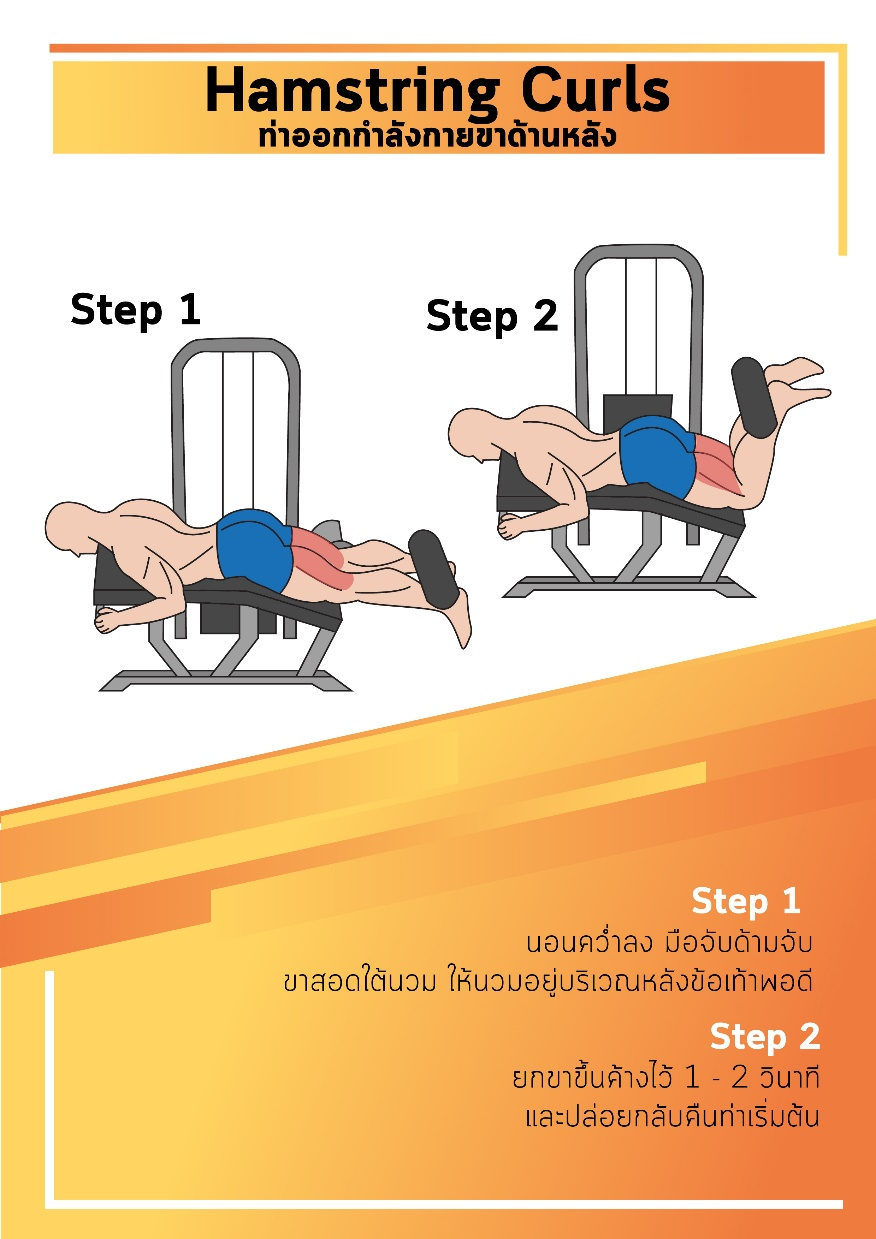 Hamstring Curls
ท่าออกกำลังกายขาด้านหลัง
Step 1
Step 2
Step 1
นอนคว่ำลง มือจับด้ามจับ
ขาสอดใต้นวม ให้นวมอยู่บริเวณหลังข้อเท้าพอดี
Step 2
ยกขาขึ้นค้างไว้ 1 - 2 วินาที
และปล่อยกลับคืนท่าเริ่มต้น